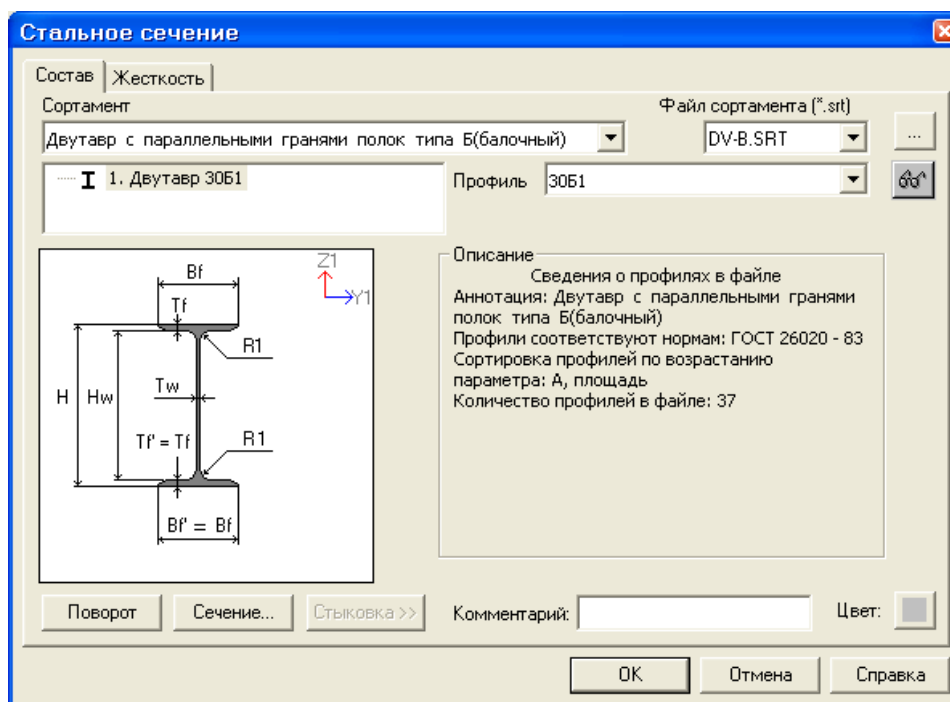 Стальное сечение
Состав Жесткость
Сортамент Файл сортамента (*.srt)
Двутавр с параллельными гранями полок типа Б(балочный) DV-B.SRT ...
1. Двутавр 30Б1 Профиль 30Б1
Bf
Tf
Z1
Y1
R1
Tw
H Hw
Tf' = Tf
R1
Bf' = Bf
Описание
Сведения о профилях в файле
Аннотация: Двутавр с параллельными гранями
полок типа Б(балочный)
Профили соответствуют нормам: ГОСТ 26020 - 83
Сортировка профилей по возрастанию
параметра: А, площадь
Количество профилей в файле: 37
Поворот Сечение... Стыковка >> Комментарий: Цвет:
OK Отмена Справка